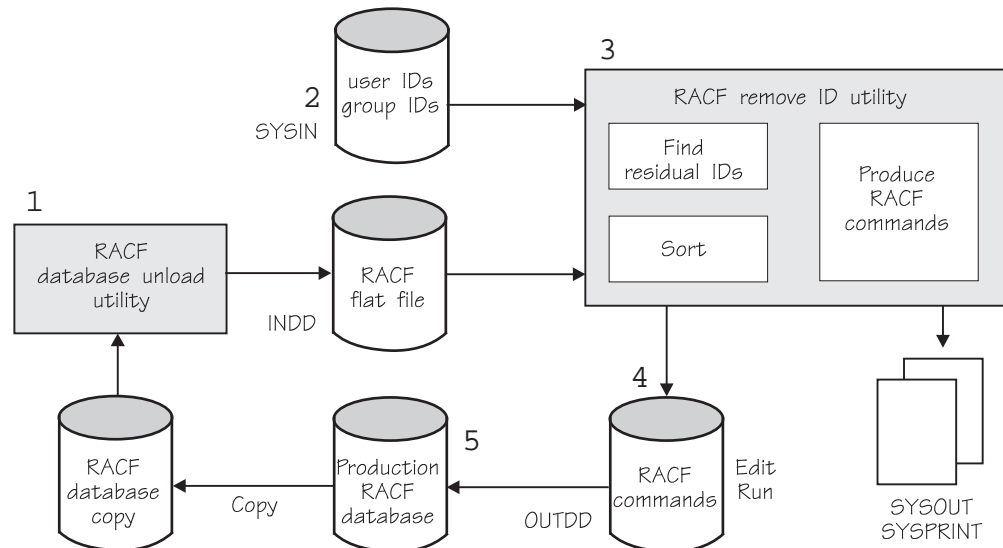 3
2
user IDs
group IDs
SYSIN
RACF remove ID utility
Find
residual IDs
Sort
Produce
RACF
commands
1
RACF
database unload
utility
RACF
flat file
INDD
4
5
RACF
database
copy
Copy
Production
RACF
database
OUTDD
RACF
commands
Edit
Run
SYSOUT
SYSPRINT